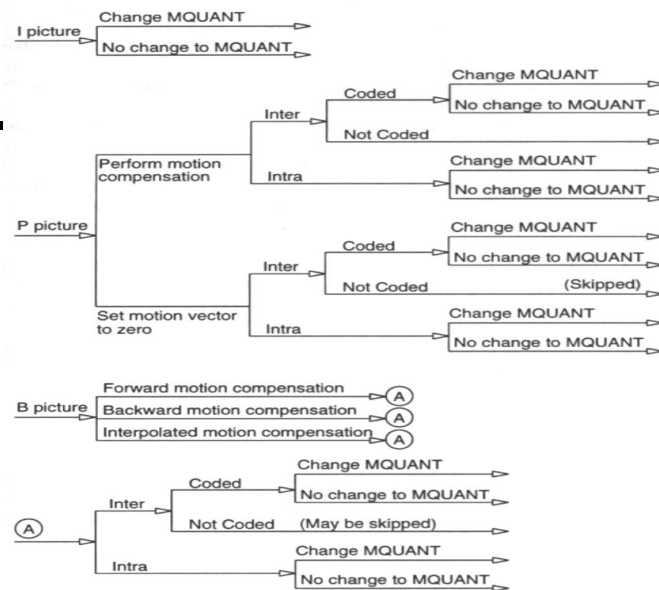 Change MQUANT
I picture
No change to MQUANT
Change MQUANT
Coded
No change to MQUANT
Inter
Not Coded
Perform motion
compensation
Change MQUANT
Intra
No change to MQUANT
P picture
Change MQUANT
Coded
No change to MQUANT
Inter
Not Coded (Skipped)
Set motion vector
to zero
Change MQUANT
Intra
No change to MQUANT
Forward motion compensation A
B picture
Backward motion compensation A
Interpolated motion compensation A
Change MQUANT
Coded
No change to MQUANT
Inter
Not Coded (May be skipped)
A
Change MQUANT
Intra
No change to MQUANT